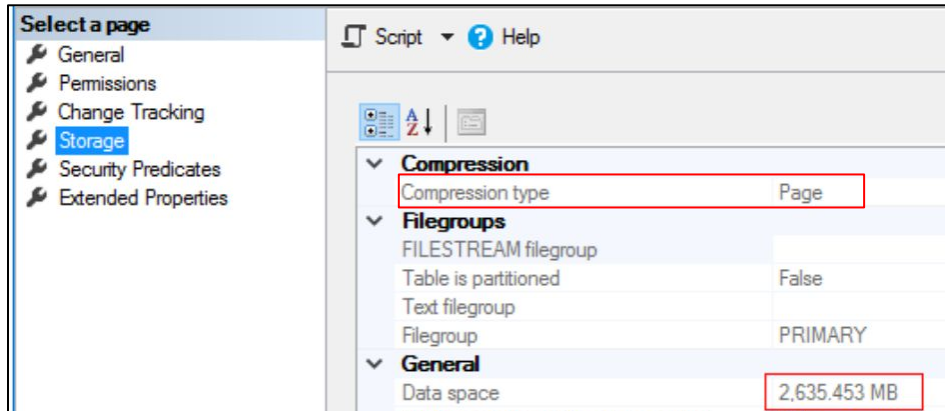 Select a page
General
Permissions
Change Tracking
Storage
Security Predicates
Extended Properties
Script Help
Compression
Compression type Page
Filegroups
FILESTREAM filegroup
Table is partitioned False
Text filegroup
Filegroup PRIMARY
General
Data space 2,635.453 MB